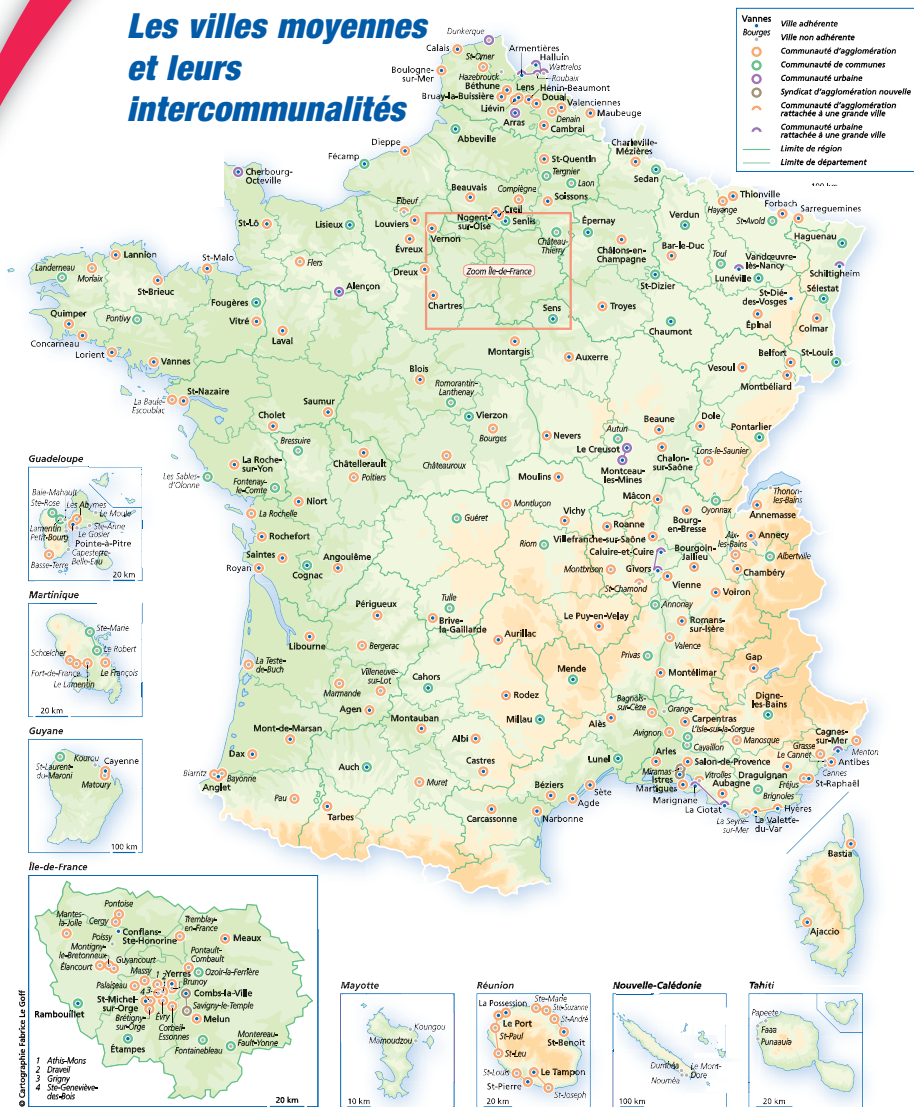 Les villes moyennes
et leurs
intercommunalités
Vannes
Bourges
Ville adhérente
Ville non adhérente
Communauté d'agglomération
Communauté de communes
Communauté urbaine
Syndicat d'agglomération nouvelle
Communauté d'agglomération
rattachée à une grande ville
Communauté urbaine
rattachée à une grande ville
Limite de région
Limite de département
100 km
Dunkerque
Calais
St-Omer
Armentières
Halluin
Wattrelos
Roubaix
Boulogne-
sur-Mer
Hazebrouck
Béthune
Lens
Hénin-Beaumont
Bruay-la-Buissière
Douai
Valenciennes
Liévin
Denain
Maubeuge
Arras
Cambrai
Abbeville
Dieppe
Fécamp
Charleville-
Mézières
Sedan
St-Quentin
Tergnier
Laon
Cherbourg-
Octeville
Beauvais
Compiègne
Soissons
Thionville
Forbach
Hayange
St-Avold
Sarreguemines
Elbeuf
Louviers
Creil
Nogent-
sur-Oise
Senlis
Épernay
Verdun
St-Lô
Lisieux
Vernon
Évreux
Château-
Thierry
Châlons-en-
Champagne
Bar-le-Duc
Toul
Vandœuvre-
lès-Nancy
Haguenau
Lannion
St-Malo
Flers
Dreux
Zoom Île-de-France
St-Dizier
Lunéville
Schiltigheim
Landerneau
Morlaix
St-Brieuc
Alençon
Chartres
Sens
Troyes
St-Dié-
des-Vosges
Sélestat
Fougères
Quimper
Pontivy
Vitré
Laval
Chaumont
Épinal
Colmar
Concarneau
Lorient
Vannes
Montargis
Auxerre
Belfort
St-Louis
Vesoul
Montbéliard
Blois
Romorantin-
Lanthenay
La Baule-
Escoublac
St-Nazaire
Saumur
Cholet
Vierzon
Bourges
Nevers
Beaune
Dole
Pontarlier
Autun
Le Creusot
Lons-le-Saunier
Bressuire
Châtellerault
Châteauroux
Chalon-
sur-Saône
Montceau-
les-Mines
La Roche-
sur-Yon
Poitiers
Moulins
Les Sables-
d'Olonne
Fontenay-
le-Comte
Niort
Montluçon
Mâcon
Thonon-
les-Bains
La Rochelle
Guéret
Vichy
Roanne
Bourg-
en-Bresse
Oyonnax
Annemasse
Rochefort
Riom
Villefranche-sur-Saône
Annecy
Aix-
les-Bains
Caluire-et-Cuire
Bourgoin-
Jallieu
Albertville
Saintes
Royan
Angoulême
Cognac
Montbrison
Givors
Chambéry
St-Chamond
Vienne
Voiron
Périgueux
Tulle
Brive-
la-Gaillarde
Le Puy-en-Velay
Annonay
Romans-
sur-Isère
Libourne
Bergerac
Aurillac
Valence
La Teste-
de-Buch
Villeneuve-
sur-Lot
Cahors
Mende
Privas
Montélimar
Gap
Marmande
Agen
Rodez
Bagnols-
sur-Cèze
Orange
Digne-
les-Bains
Mont-de-Marsan
Montauban
Millau
Alès
Carpentras
L'Isle-sur-la-Sorgue
Avignon
Cavaillon
Manosque
Cagnes-
sur-Mer
Menton
Grasse
Le Cannet
Dax
Albi
Castres
Auch
Lunel
Arles
Salon-de-Provence
Antibes
Biarritz
Bayonne
Anglet
Muret
Miramas
Istres
Vitrolles
Draguignan
Cannes
St-Raphaël
Martigues
Aubagne
Fréjus
Marignane
Brignoles
Pau
Tarbes
Béziers
Sète
Agde
La Ciotat
Hyères
Carcassonne
Narbonne
La Seyne-
sur-Mer
La Valette-
du-Var
Bastia
Ajaccio
Guadeloupe
Baie-Mahault
Ste-Rose
Les Abymes
Le Moule
Lamentin
Ste-Anne
Petit-Bourg
Le Gosier
Pointe-à-Pitre
Capesterre-
Belle-Eau
Basse-Terre
20 km
Martinique
Ste-Marie
Schœlcher
Le Robert
Fort-de-France
Le François
Le Lamentin
20 km
Guyane
Kourou
Cayenne
St-Laurent-
du-Maroni
Matoury
100 km
Île-de-France
Pontoise
Mantes-
la-Jolie
Cergy
Tremblay-
en-France
Conflans-
Ste-Honorine
Poissy
Meaux
Montigny-
le-Bretonneux
Pontault-
Combault
Guyancourt
Élancourt
Massy
1
2
Yerres
Ozoir-la-Ferrière
Palaiseau
4
3
Brunoy
Combs-la-Ville
St-Michel-
sur-Orge
Savigny-le-Temple
Rambouillet
Brétigny-
sur-Orge
Évry
Corbeil-
Essonnes
Melun
Étampes
Fontainebleau
Montereau-
Fault-Yonne
1 Athis-Mons
2 Draveil
3 Grigny
4 Ste-Geneviève-
des-Bois
20 km
© Cartographie Fabrice Le Goff
Mayotte
Koungou
Mamoudzou
10 km
Réunion
La Possession
Ste-Marie
Ste-Suzanne
Le Port
St-André
St-Paul
St-Benoit
St-Leu
St-Louis
Le Tampon
St-Pierre
St-Joseph
20 km
Nouvelle-Calédonie
Dumbéa
Le Mont-
Dore
Nouméa
100 km
Tahiti
Papeete
Faaa
Punaauia
20 km